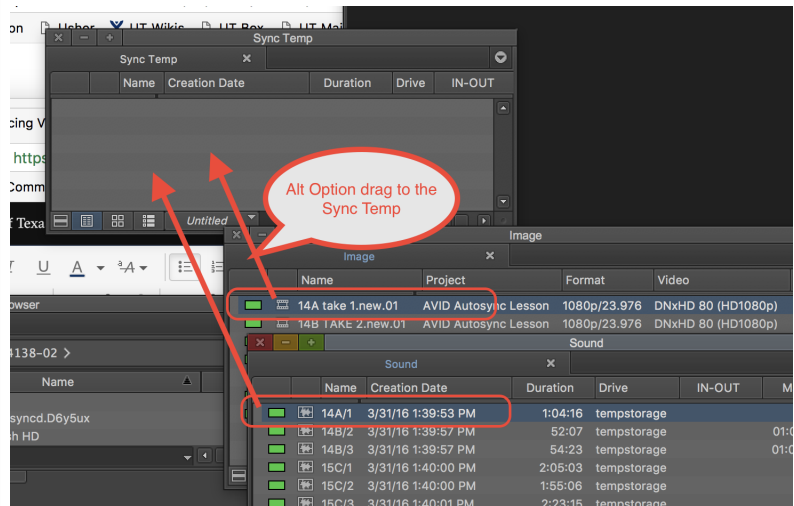 on Usher UT Wikis UT Box UT Mai
Sync Temp
Sync Temp
Name Creation Date Duration Drive IN-OUT
cing V
https
Comm
f Texa
Untitled
Alt Option drag to the
Sync Temp
Image
Image
Name Project Format Video
14A take 1.new.01 AVID Autosync Lesson 1080p/23.976 DNxHD 80 (HD1080p)
14B TAKE 2.new.01 AVID Autosync Lesson 1080p/23.976 DNxHD 80 (HD1080p)
U A A
owser
4138-02 >
Name
syncd.D6y5ux
sh HD
Sound
Sound
Name Creation Date Duration Drive IN-OUT M
14A/1 3/31/16 1:39:53 PM 1:04:16 tempstorage
14B/2 3/31/16 1:39:57 PM 52:07 tempstorage 01:0
14B/3 3/31/16 1:39:57 PM 54:23 tempstorage 01:0
15C/1 3/31/16 1:40:00 PM 2:05:03 tempstorage
15C/2 3/31/16 1:40:00 PM 1:55:06 tempstorage
15C/3 3/31/16 1:40:01 PM 2:23:15 tempstorage